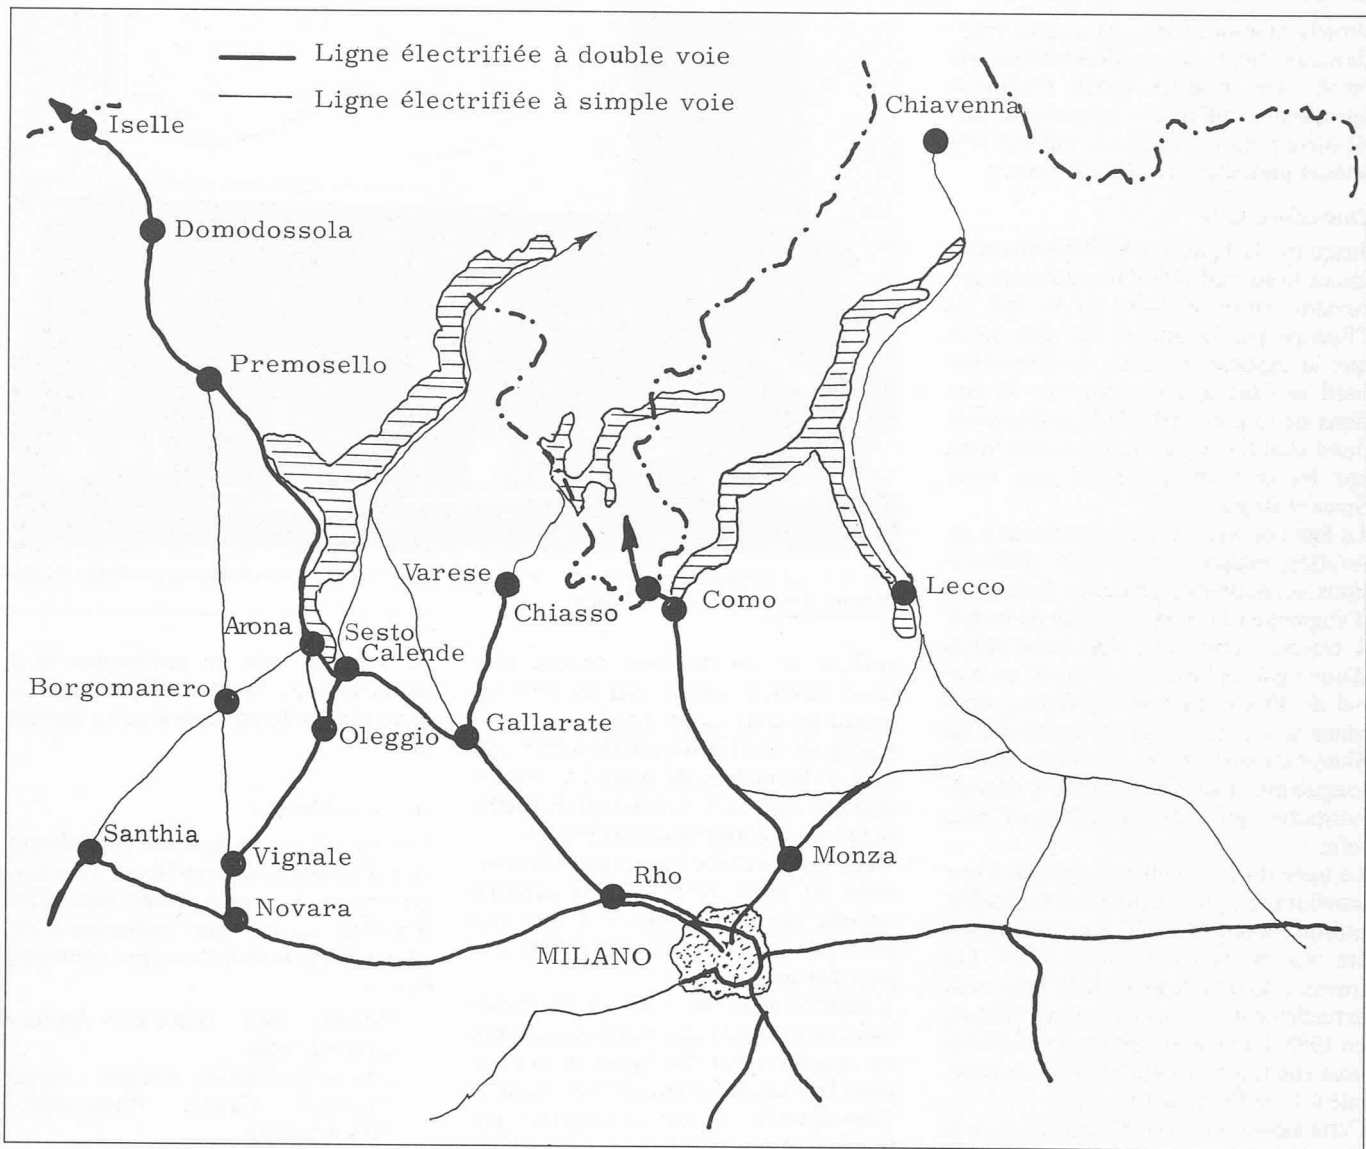 Ligne électrifiée à double voie
Ligne électrifiée à simple voie
Chiavenna
Iselle
Domodossola
Premosello
Varese
Chiasso
Como
Lecco
Arona
Sesto
Calende
Borgomanero
Oleggio
Gallarate
Santhia
Vignale
Monza
Rho
Novara
MILANO